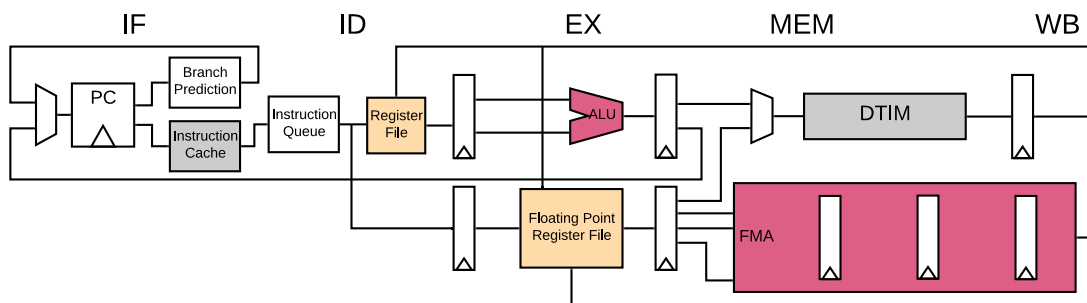 IF
ID
EX
MEM
WB
PC
Branch
Prediction
Instruction
Cache
Instruction
Queue
Register
File
ALU
DTIM
Floating Point
Register File
FMA